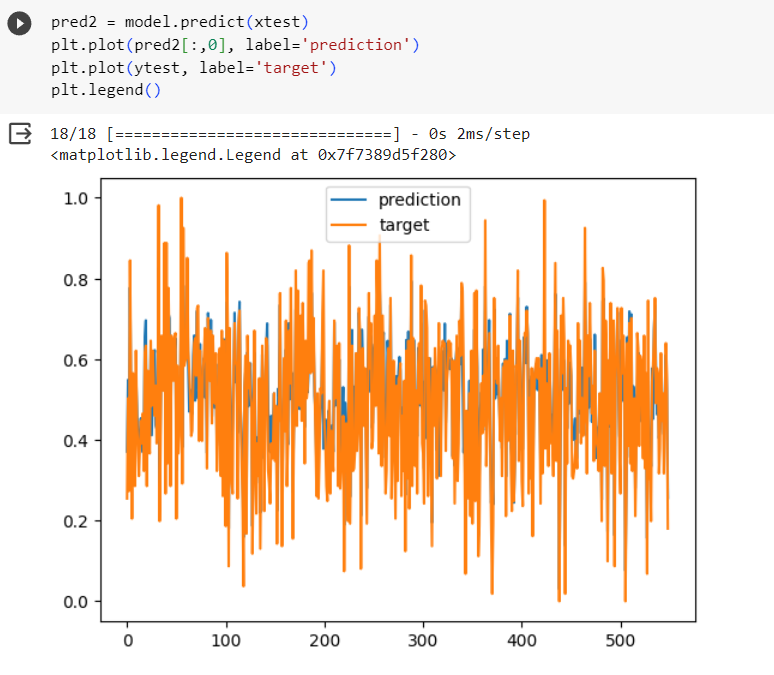 pred2 = model.predict(xtest)
plt.plot(pred2[:,0], label='prediction')
plt.plot(ytest, label='target')
plt.legend()
18/18 [==============================] - 0s 2ms/step
<matplotlib.legend.Legend at 0x7f7389d5f280>
prediction
target
1.0
0.8
0.6
0.4
0.2
0.0
0 100 200 300 400 500